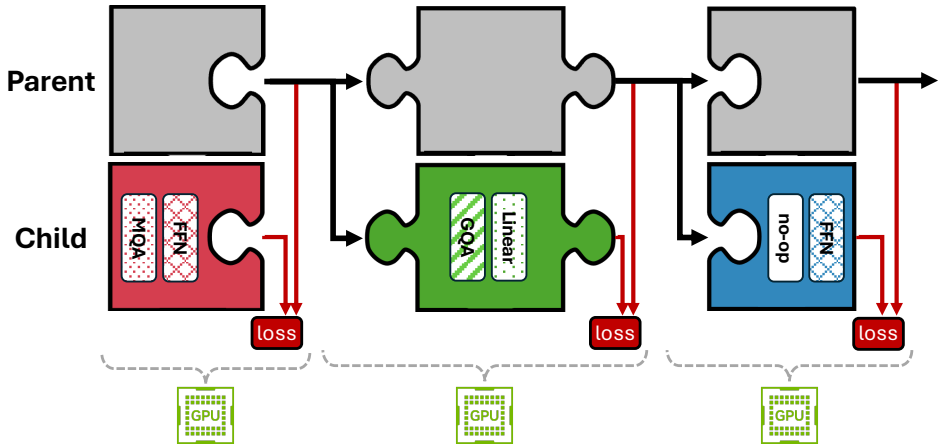 Parent
Child
MQA
FFN
GQA
Linear
no-op
FFN
loss
loss
loss
GPU
GPU
GPU